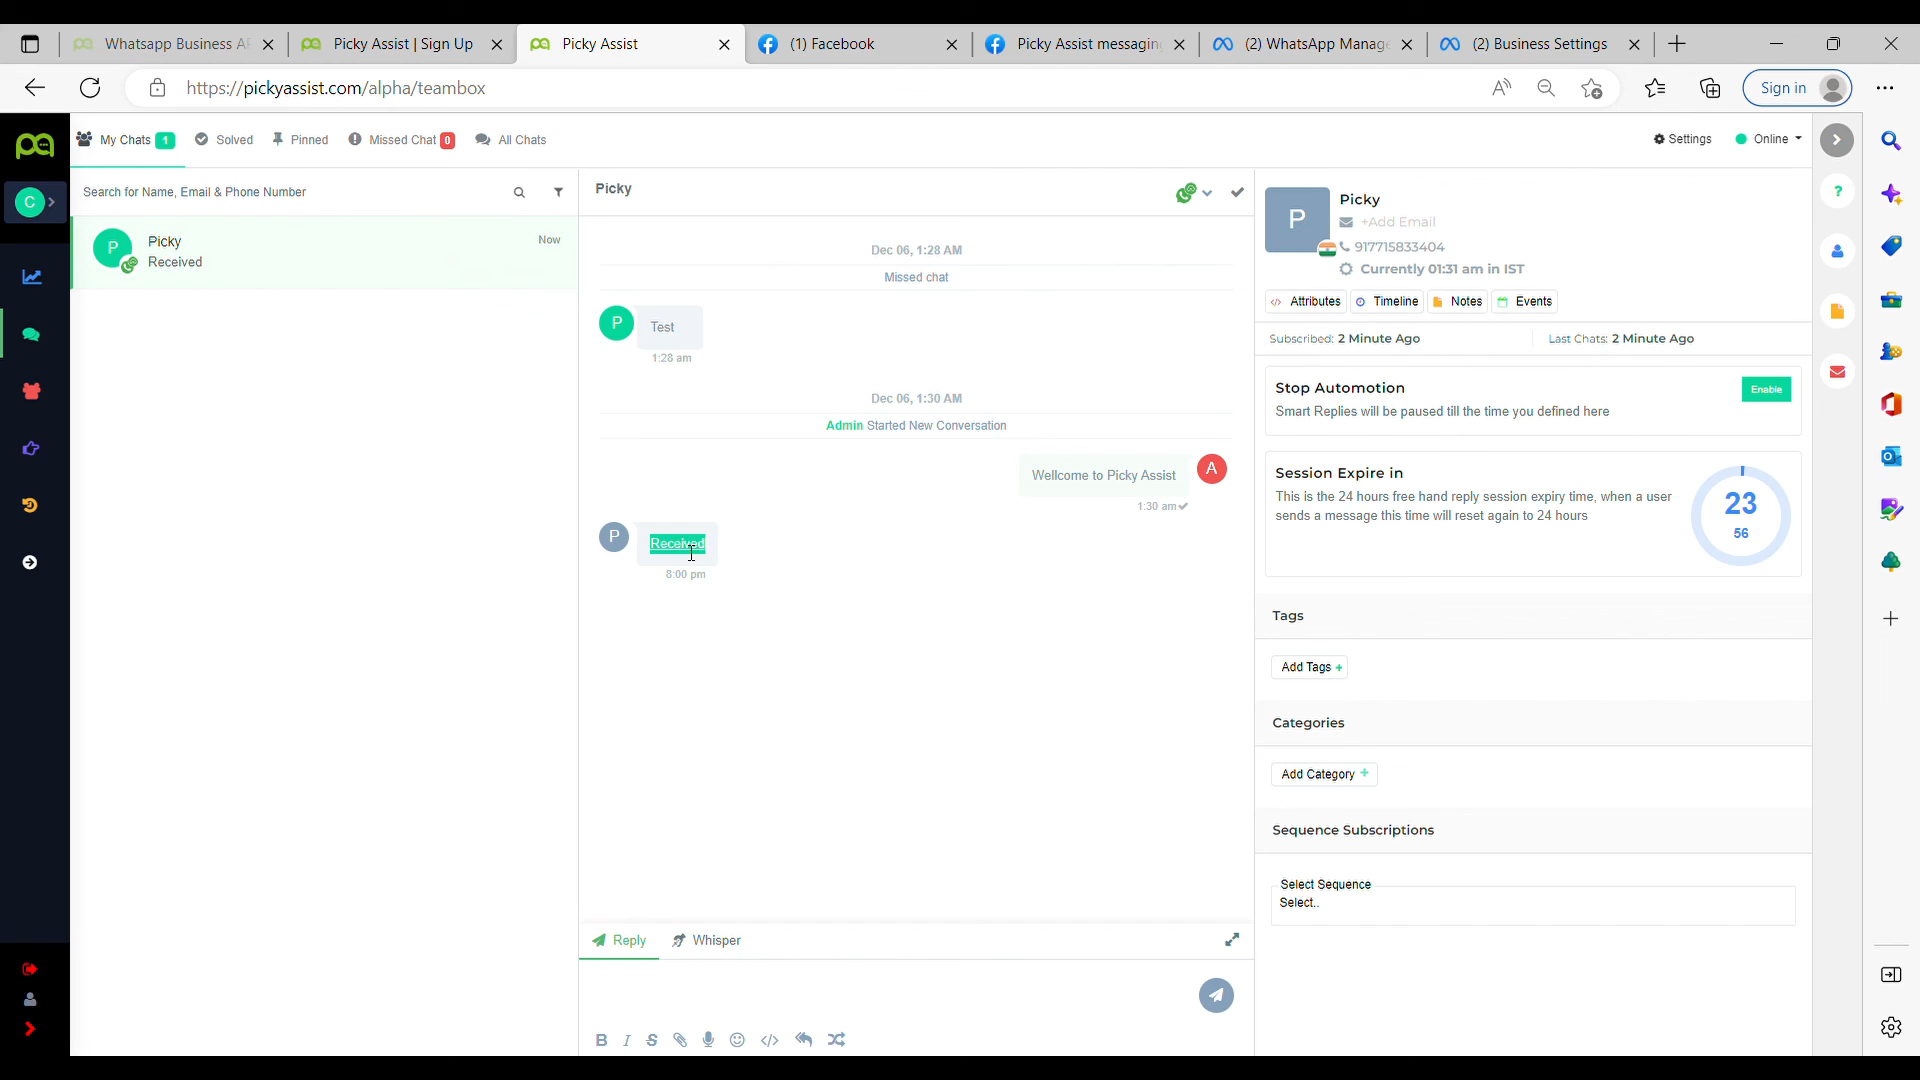 Whatsapp Business A
Picky Assist | Sign Up
Picky Assist
(1) Facebook
Picky Assist messaging
(2) WhatsApp Manage
(2) Business Settings
https://pickyassist.com/alpha/teambox
Sign in
My Chats 1
Solved
Pinned
Missed Chat 0
All Chats
Settings
Online
Search for Name, Email & Phone Number
C
P
Picky
Now
Received
Picky
Dec 06, 1:28 AM
Missed chat
P
Test
1:28 am
Dec 06, 1:30 AM
Admin Started New Conversation
Wellcome to Picky Assist
A
1:30 am
P
Received
8:00 pm
Reply
Whisper
B I S
P
Picky
+Add Email
917715833404
Currently 01:31 am in IST
Attributes
Timeline
Notes
Events
Subscribed: 2 Minute Ago
Last Chats: 2 Minute Ago
Stop Automotion
Enable
Smart Replies will be paused till the time you defined here
Session Expire in
This is the 24 hours free hand reply session expiry time, when a user
sends a message this time will reset again to 24 hours
23
56
Tags
Add Tags +
Categories
Add Category +
Sequence Subscriptions
Select Sequence
Select..